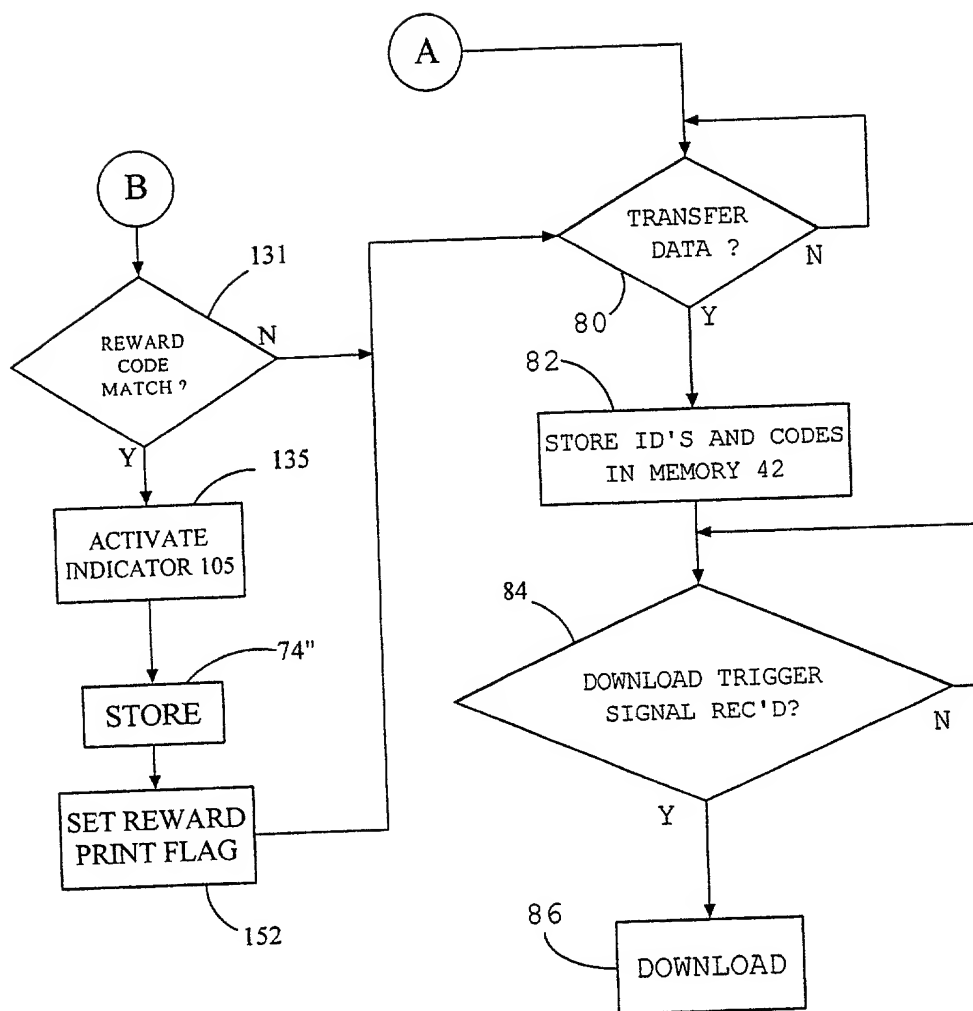 A
B
131
REWARD
CODE
MATCH ?
N
Y
135
ACTIVATE
INDICATOR 105
74"
STORE
SET REWARD
PRINT FLAG
152
TRANSFER
DATA ?
N
80
Y
82
STORE ID'S AND CODES
IN MEMORY 42
84
DOWNLOAD TRIGGER
SIGNAL REC'D?
N
Y
86
DOWNLOAD